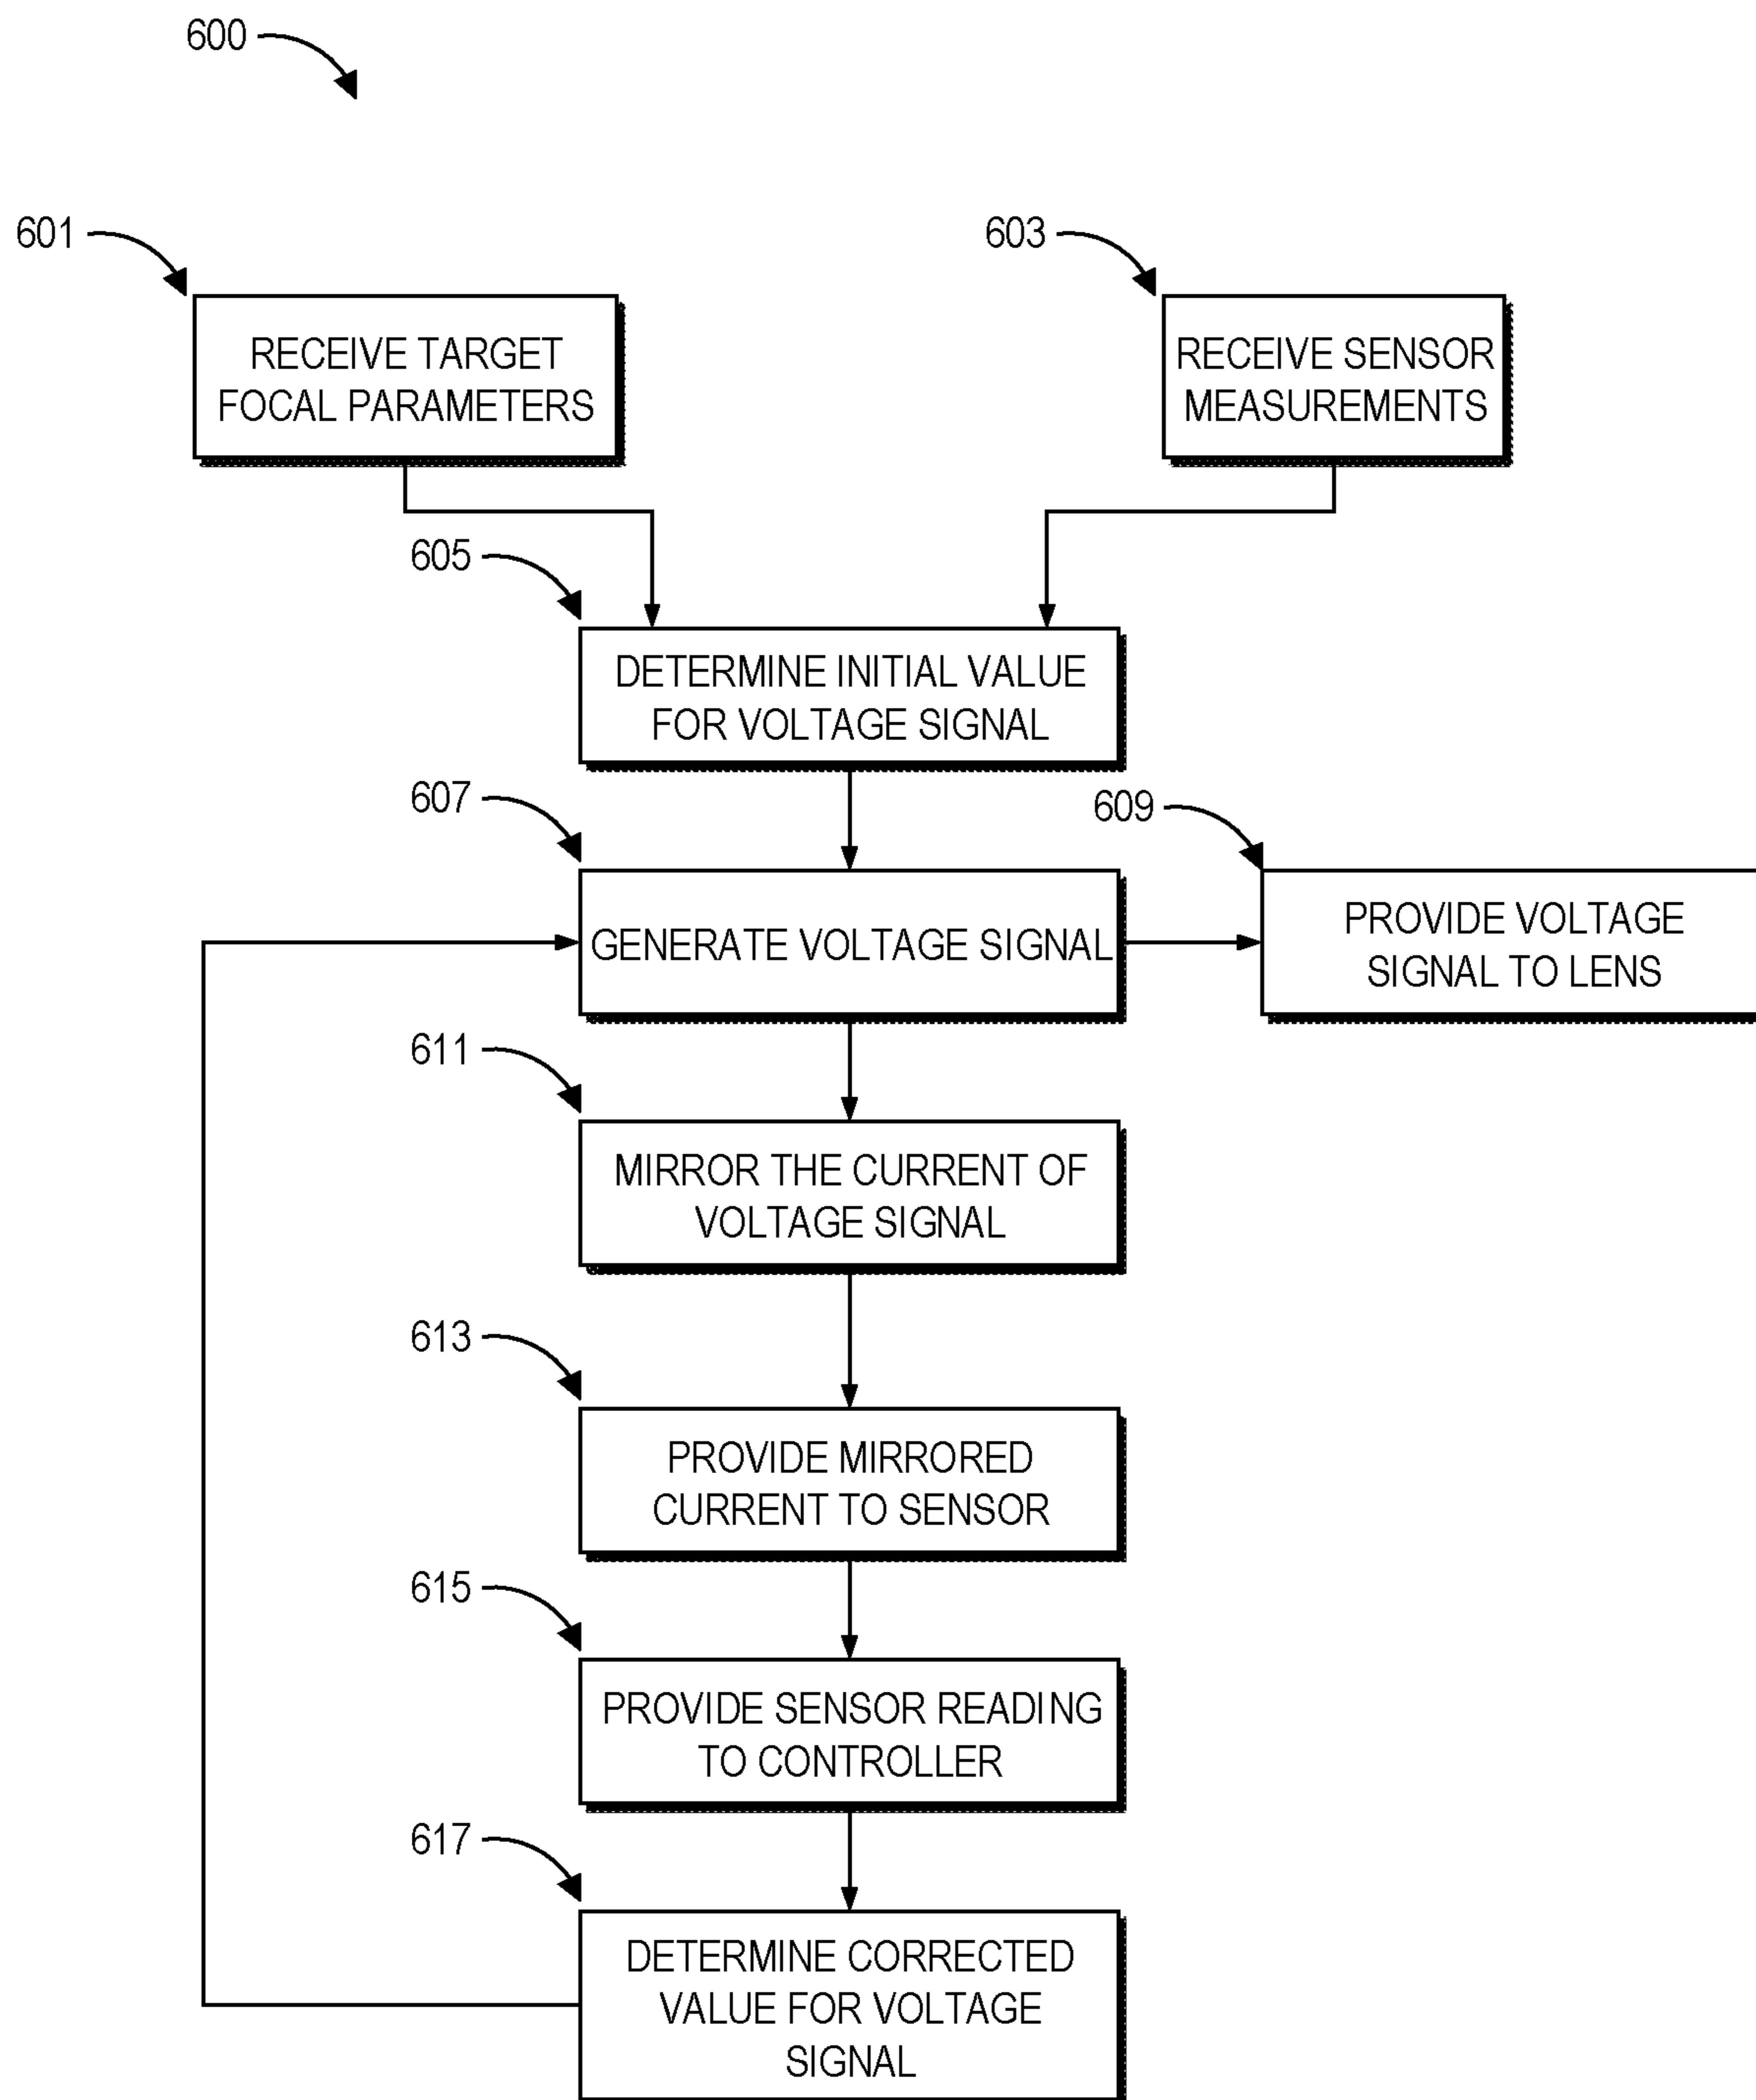 600
601
603
RECEIVE TARGET
FOCAL PARAMETERS
RECEIVE SENSOR
MEASUREMENTS
605
DETERMINE INITIAL VALUE
FOR VOLTAGE SIGNAL
607
609
GENERATE VOLTAGE SIGNAL
PROVIDE VOLTAGE
SIGNAL TO LENS
611
MIRROR THE CURRENT OF
VOLTAGE SIGNAL
613
PROVIDE MIRRORED
CURRENT TO SENSOR
615
PROVIDE SENSOR READING
TO CONTROLLER
617
DETERMINE CORRECTED
VALUE FOR VOLTAGE
SIGNAL